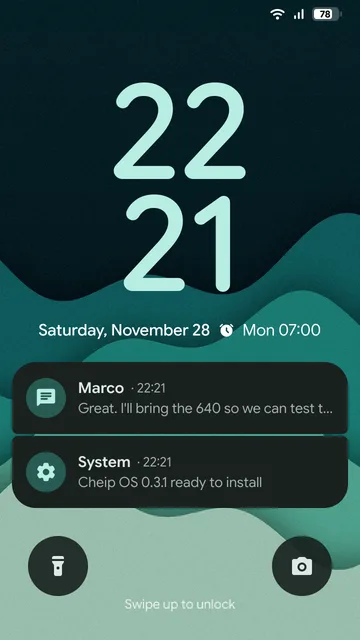 78
22
21
Saturday, November 28 Mon 07:00
Marco · 22:21
Great. I'll bring the 640 so we can test t...
System · 22:21
Cheip OS 0.3.1 ready to install
Swipe up to unlock